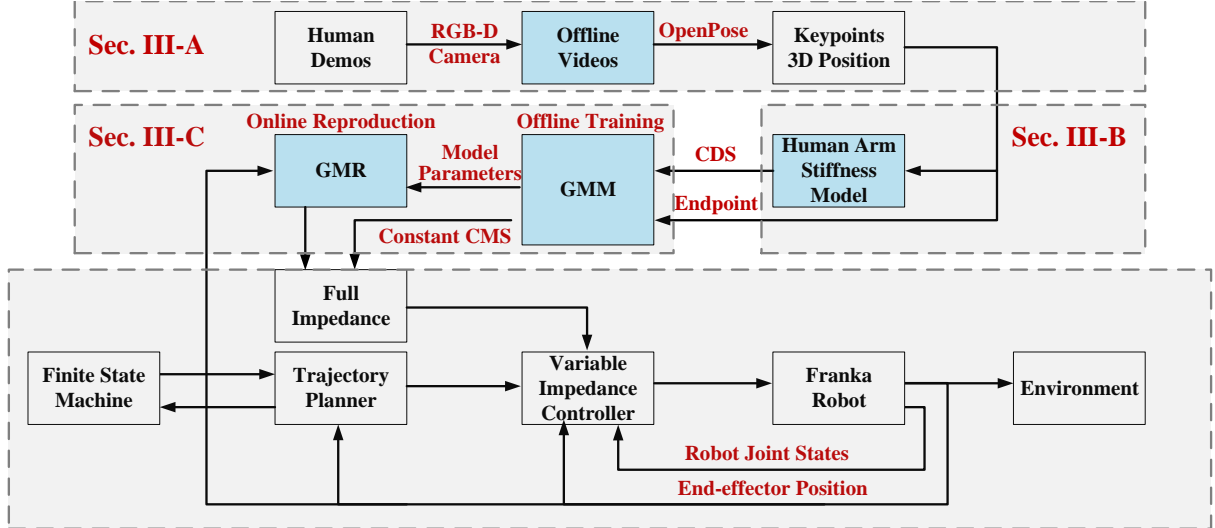 Sec. III-A
Human
Demos
RGB-D
Camera
Offline
Videos
OpenPose
Keypoints
3D Position
Sec. III-C
Online Reproduction
GMR
Model
Parameters
Offline Training
GMM
Constant CMS
CDS
Endpoint
Human Arm
Stiffness
Model
Sec. III-B
Full
Impedance
Finite State
Machine
Trajectory
Planner
Variable
Impedance
Controller
Franka
Robot
Environment
Robot Joint States
End-effector Position